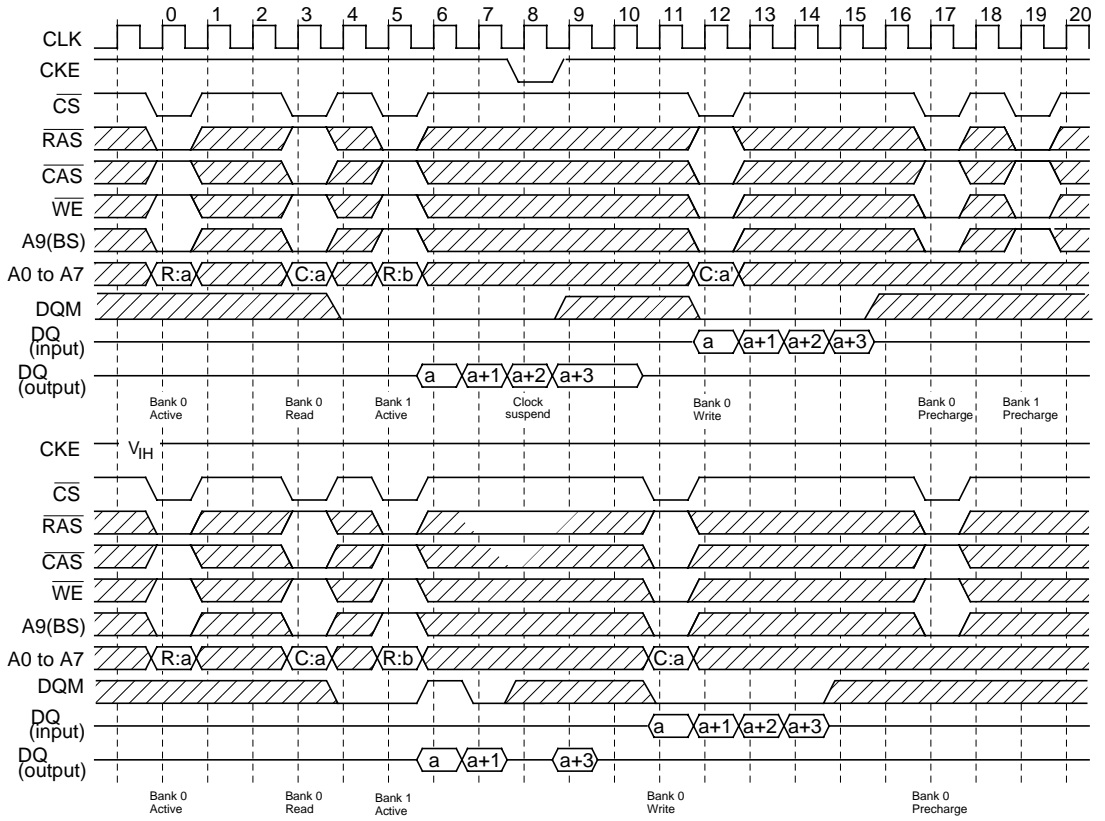 0 1 2 3 4 5 6 7 8 9 10 11 12 13 14 15 16 17 18 19 20
CLK
CKE
CS
RAS
CAS
WE
A9(BS)
A0 to A7 R:a C:a R:b C:a'
DQM
DQ (input) a a+1 a+2 a+3
DQ (output) a a+1 a+2 a+3
Bank 0 Active Bank 0 Read Bank 1 Active Clock suspend Bank 0 Write Bank 0 Precharge Bank 1 Precharge
CKE VIH
CS
RAS
CAS
WE
A9(BS)
A0 to A7 R:a C:a R:b C:a
DQM
DQ (input) a a+1 a+2 a+3
DQ (output) a a+1 a+3
Bank 0 Active Bank 0 Read Bank 1 Active Bank 0 Write Bank 0 Precharge